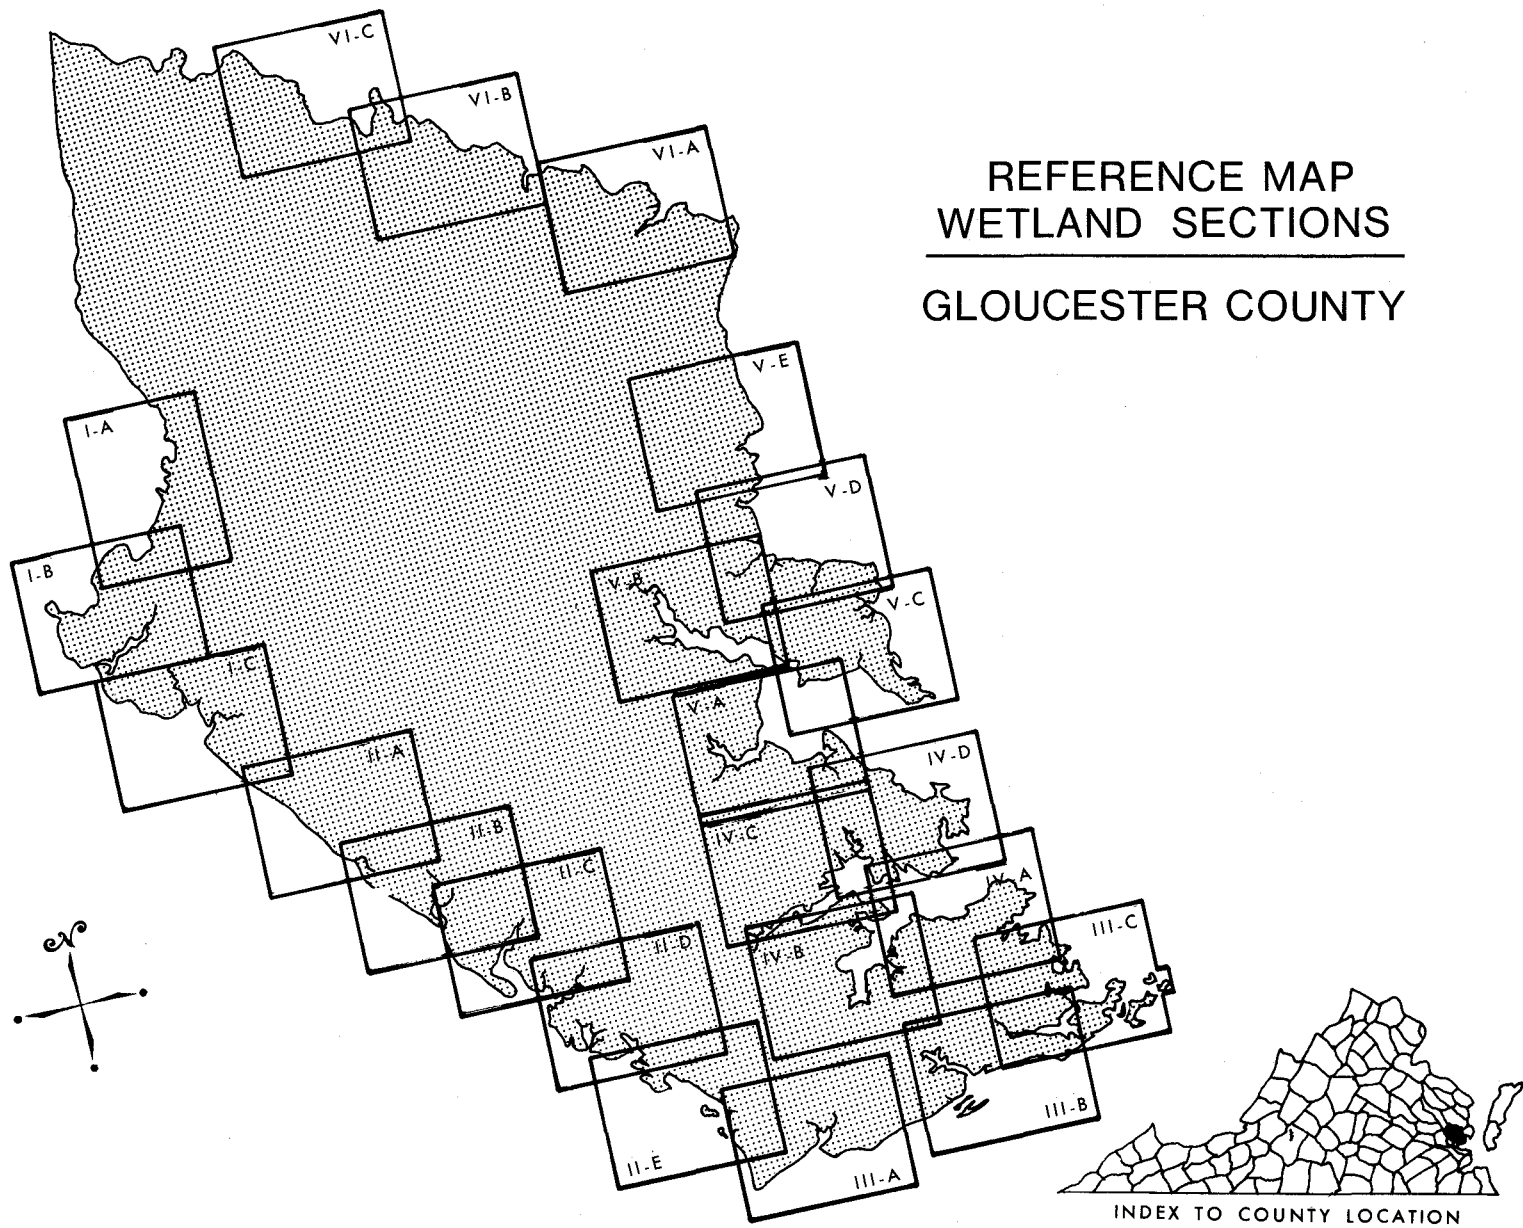 VI-C
VI-B
VI-A
REFERENCE MAP
WETLAND SECTIONS
GLOUCESTER COUNTY
V-E
I-A
V-D
I-B
V-B
V-C
I-C
V-A
II-A
IV-D
II-B
IV-C
II-C
IV-A
III-C
II-D
IV-B
N
III-B
II-E
III-A
INDEX TO COUNTY LOCATION